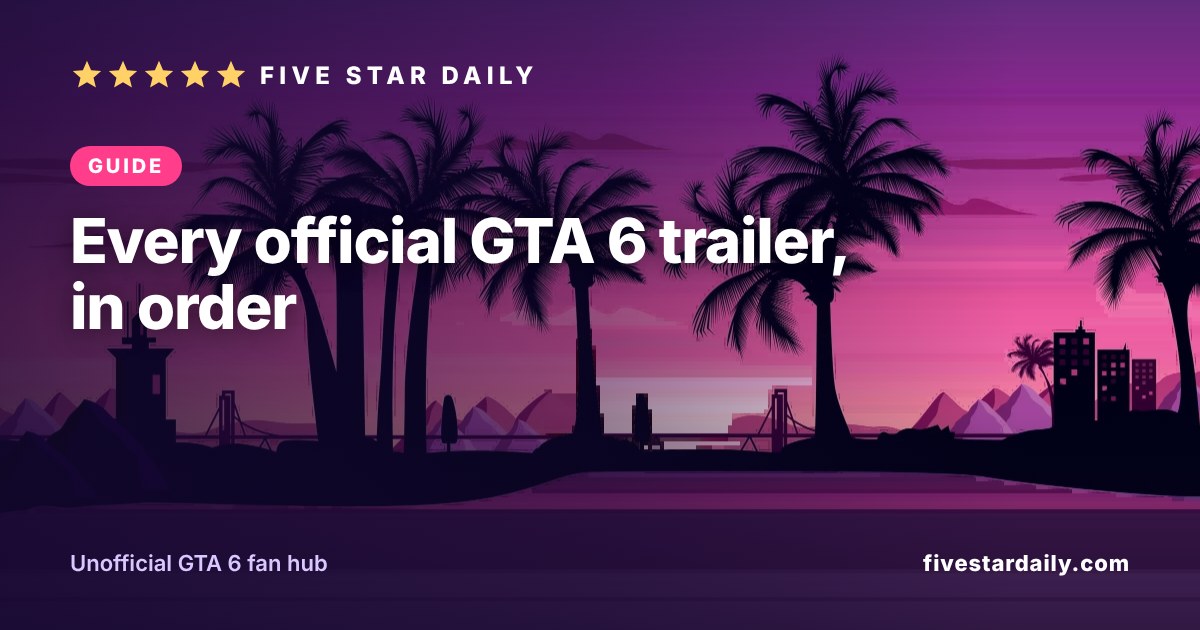 FIVE STAR DAILY
GUIDE
Every official GTA 6 trailer,
in order
Unofficial GTA 6 fan hub
fivestardaily.com